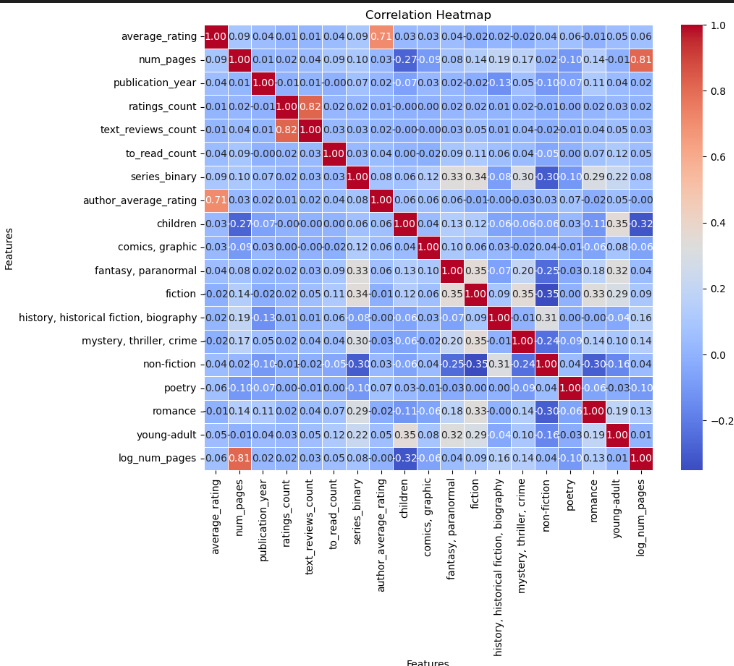 Correlation Heatmap
average_rating 1.00 0.09 0.04 0.01 0.01 0.04 0.09 0.71 0.03 0.03 0.04 -0.02 -0.02 0.02 0.04 0.06 -0.01 0.05 0.06
num_pages 0.09 1.00 0.01 0.02 0.04 0.09 0.10 0.03 -0.27 -0.09 0.08 0.14 0.19 0.17 0.02 -0.10 0.14 -0.01 0.81
publication_year 0.04 0.01 1.00 -0.01 0.01 -0.00 0.07 0.02 -0.07 0.03 0.02 -0.02 -0.13 0.05 -0.10 -0.07 0.11 0.04 0.02
ratings_count 0.01 0.02 -0.01 1.00 0.82 0.02 0.02 0.01 -0.00 -0.00 0.02 0.02 0.01 0.02 -0.01 0.00 0.02 0.03 0.02
text_reviews_count 0.01 0.04 0.01 0.82 1.00 0.03 0.03 0.02 -0.00 -0.00 0.03 0.05 0.01 0.04 -0.02 -0.01 0.04 0.05 0.03
to_read_count 0.04 0.09 -0.00 0.02 0.03 1.00 0.03 0.04 0.00 -0.02 0.09 0.11 0.06 0.04 -0.05 0.00 0.07 0.12 0.05
series_binary 0.09 0.10 0.07 0.02 0.03 0.03 1.00 0.08 0.06 0.12 0.33 0.34 -0.08 0.30 -0.30 -0.10 0.29 0.22 0.08
author_average_rating 0.71 0.03 0.02 0.01 0.02 0.04 0.08 1.00 0.06 0.06 0.06 -0.01 -0.00 -0.03 0.03 0.07 -0.02 0.05 -0.00
children 0.03 -0.27 -0.07 -0.00 -0.00 0.00 0.06 0.06 1.00 0.04 0.13 0.12 -0.06 -0.06 -0.06 0.03 -0.11 0.35 -0.32
comics, graphic 0.03 -0.09 0.03 -0.00 -0.00 -0.02 0.12 0.06 0.04 1.00 0.10 0.06 0.03 -0.02 0.04 -0.01 -0.06 0.08 -0.06
fantasy, paranormal 0.04 0.08 0.02 0.02 0.03 0.09 0.33 0.06 0.13 0.10 1.00 0.35 -0.07 0.20 -0.25 -0.03 0.18 0.32 0.04
fiction -0.02 0.14 -0.02 0.02 0.05 0.11 0.34 -0.01 0.12 0.06 0.35 1.00 0.09 0.35 -0.35 0.00 0.33 0.29 0.09
history, historical fiction, biography 0.02 0.19 -0.13 0.01 0.01 0.06 -0.08 -0.00 -0.06 0.03 -0.07 0.09 1.00 -0.01 0.31 0.00 -0.00 -0.04 0.16
mystery, thriller, crime 0.02 0.17 0.05 0.02 0.04 0.04 0.30 -0.03 -0.06 -0.02 0.20 0.35 -0.01 1.00 -0.24 -0.09 0.14 0.10 0.14
non-fiction 0.04 0.02 -0.10 -0.01 -0.02 -0.05 -0.30 0.03 -0.06 0.04 -0.25 -0.35 0.31 -0.24 1.00 0.04 -0.30 -0.16 0.04
poetry 0.06 -0.10 -0.07 0.00 -0.01 0.00 -0.10 0.07 0.03 -0.01 -0.03 0.00 0.00 -0.09 0.04 1.00 -0.06 -0.03 -0.10
romance -0.01 0.14 0.11 0.02 0.04 0.07 0.29 -0.02 -0.11 -0.06 0.18 0.33 -0.00 0.14 -0.30 -0.06 1.00 0.19 0.13
young-adult 0.05 -0.01 0.04 0.03 0.05 0.12 0.22 0.05 0.35 0.08 0.32 0.29 -0.04 0.10 -0.16 -0.03 0.19 1.00 0.01
log_num_pages 0.06 0.81 0.02 0.02 0.03 0.05 0.08 -0.00 -0.32 -0.06 0.04 0.09 0.16 0.14 0.04 -0.10 0.13 0.01 1.00
Features
average_rating
num_pages
publication_year
ratings_count
text_reviews_count
to_read_count
series_binary
author_average_rating
children
comics, graphic
fantasy, paranormal
fiction
history, historical fiction, biography
mystery, thriller, crime
non-fiction
poetry
romance
young-adult
log_num_pages
Features
1.0
0.8
0.6
0.4
0.2
0.0
−0.2